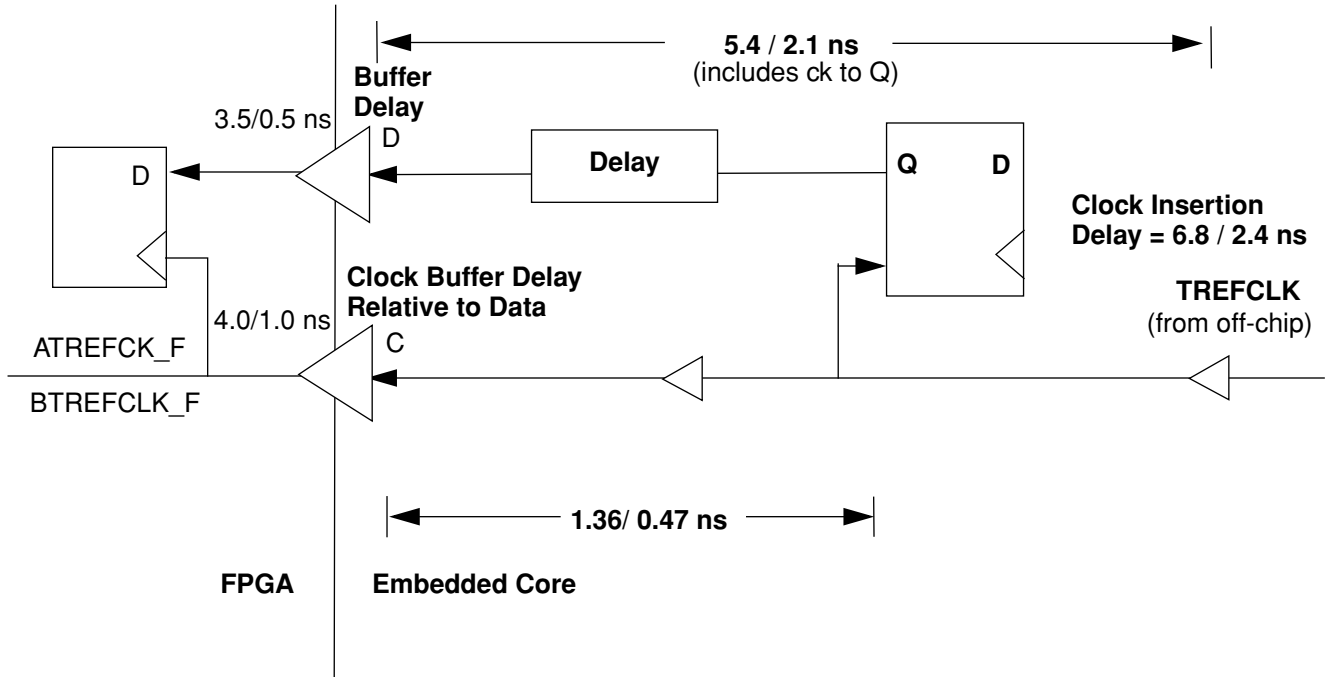 5.4 / 2.1 ns
(includes ck to Q)
Buffer
Delay
3.5/0.5 ns
D
D
Delay
Q
D
Clock Insertion
Delay = 6.8 / 2.4 ns
Clock Buffer Delay
Relative to Data
TREFCLK
(from off-chip)
4.0/1.0 ns
C
ATREFCK_F
BTREFCLK_F
1.36/ 0.47 ns
FPGA
Embedded Core